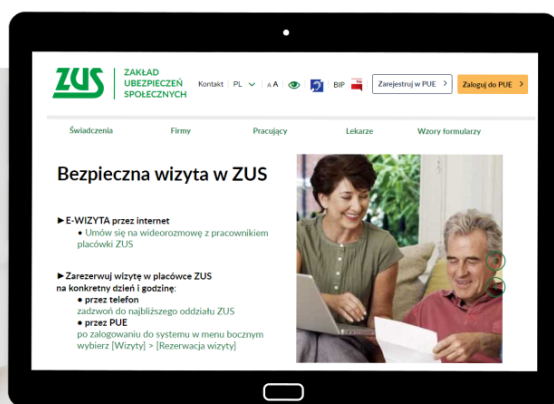 ZUS
ZAKŁAD
UBEZPIECZEŃ
SPOŁECZNYCH
Kontakt PL A A BIP Zarejestruj w PUE > Zaloguj do PUE >
Świadczenia Firmy Pracujący Lekarze Wzory formularzy
Bezpieczna wizyta w ZUS
►E-WIZYTA przez internet
• Umów się na wideorozmowę z pracownikiem
placówki ZUS
►Zarezerwuj wizytę w placówce ZUS
na konkretny dzień i godzinę:
• przez telefon
zadzwoń do najbliższego oddziału ZUS
• przez PUE
po zalogowaniu do systemu w menu bocznym
wybierz [Wizyty] > [Rezerwacja wizyty]